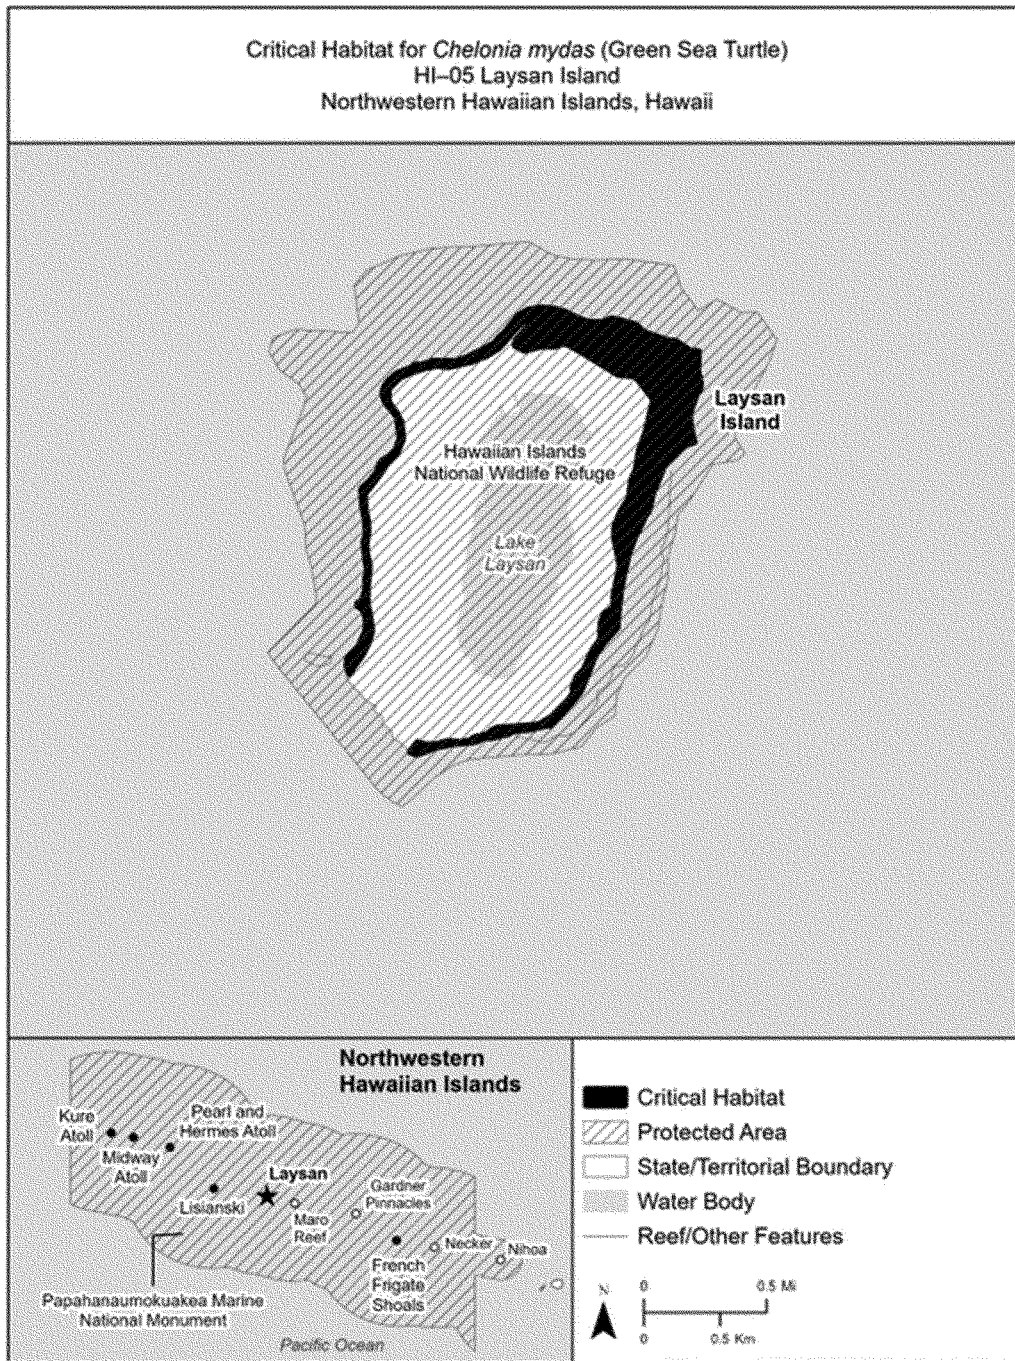 Critical Habitat for Chelonia mydas (Green Sea Turtle)
HI–05 Laysan Island
Northwestern Hawaiian Islands, Hawaii
Laysan
Island
Hawaiian Islands
National Wildlife Refuge
Lake
Laysan
Northwestern
Hawaiian Islands
Kure
Atoll
Midway
Atoll
Pearl and
Hermes Atoll
Lisianski
Laysan
Maro
Reef
Gardner
Pinnacles
French
Frigate
Shoals
Necker
Nihoa
Papahanaumokuakea Marine
National Monument
Pacific Ocean
Critical Habitat
Protected Area
State/Territorial Boundary
Water Body
Reef/Other Features
N
0 0.5 Mi
0 0.5 Km